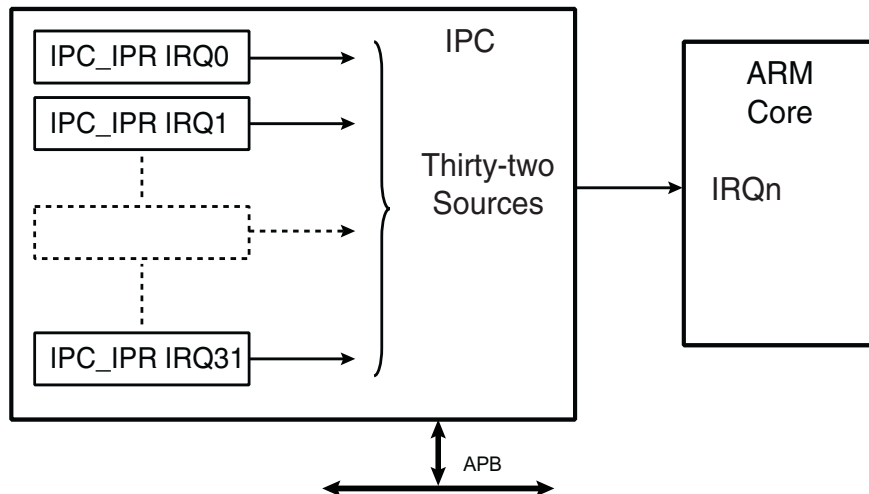 IPC_IPR IRQ0
IPC
IPC_IPR IRQ1
Thirty-two
Sources
IPC_IPR IRQ31
ARM
Core
IRQn
APB